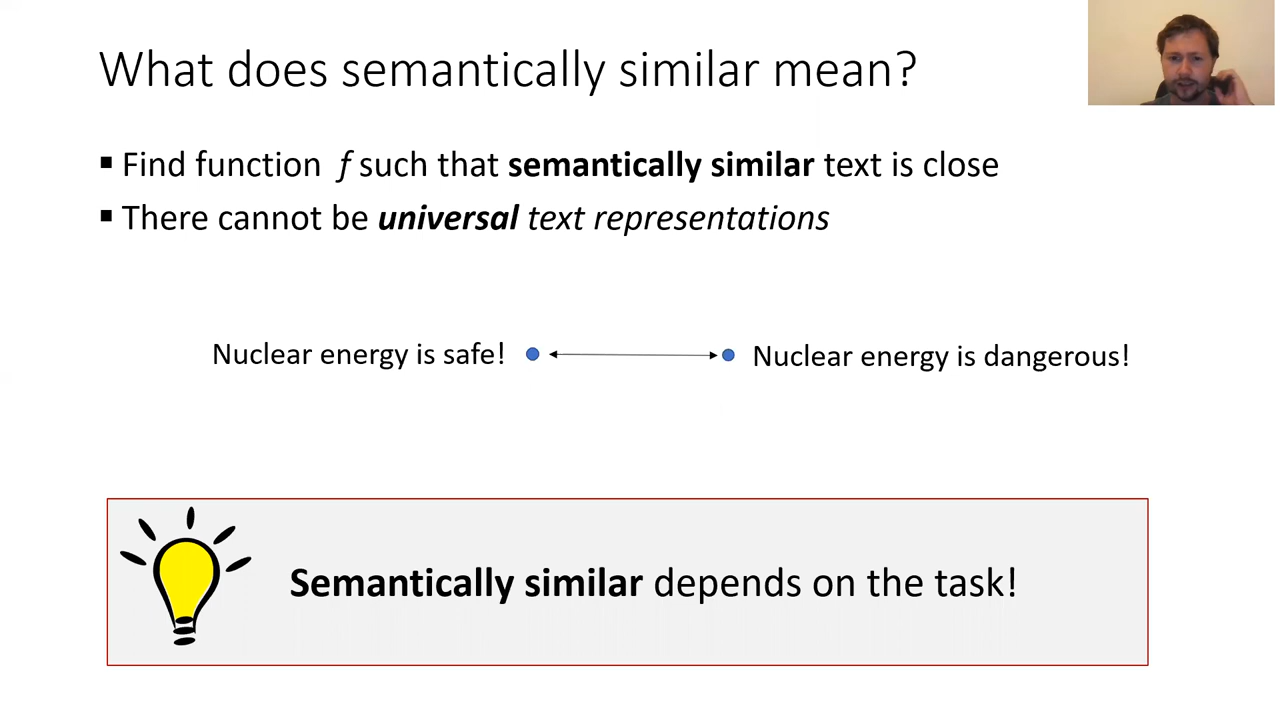 What does semantically similar mean?
▪ Find function f such that semantically similar text is close
▪ There cannot be universal text representations
Nuclear energy is safe!
Nuclear energy is dangerous!
Semantically similar depends on the task!